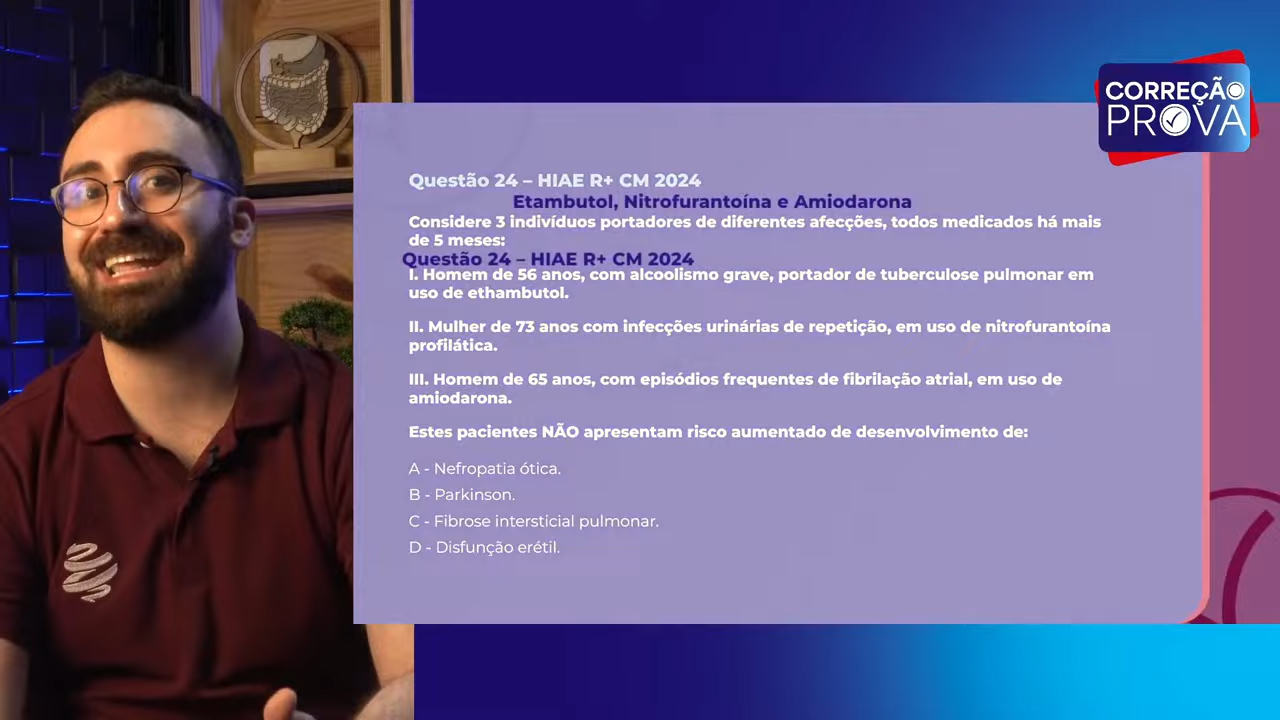 CORREÇÃO
PROVA
Questão 24 – HIAE R+ CM 2024
Etambutol, Nitrofurantoína e Amiodarona
Considere 3 indivíduos portadores de diferentes afecções, todos medicados há mais
de 5 meses:
Questão 24 – HIAE R+ CM 2024
I. Homem de 56 anos, com alcoolismo grave, portador de tuberculose pulmonar em
uso de ethambutol.
II. Mulher de 73 anos com infecções urinárias de repetição, em uso de nitrofurantoína
profilática.
III. Homem de 65 anos, com episódios frequentes de fibrilação atrial, em uso de
amiodarona.
Estes pacientes NÃO apresentam risco aumentado de desenvolvimento de:
A - Nefropatia ótica.
B - Parkinson.
C - Fibrose intersticial pulmonar.
D - Disfunção erétil.